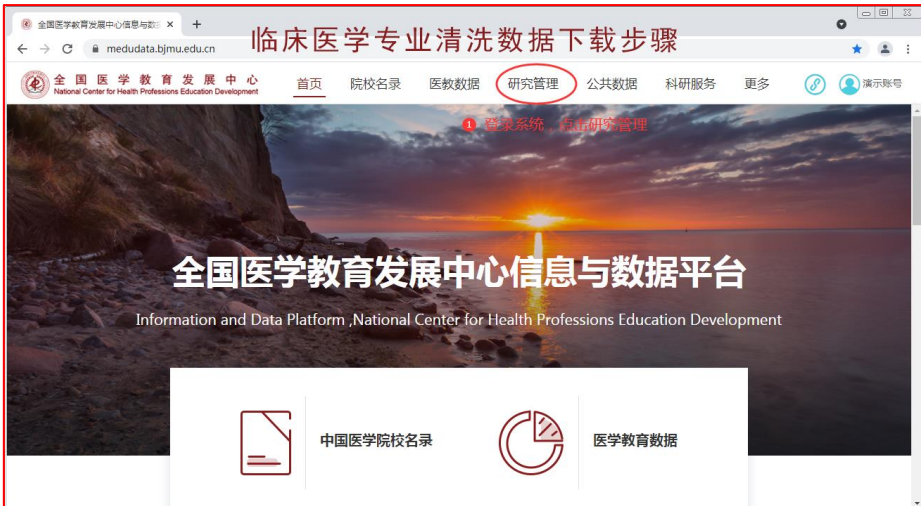 全国医学教育发展中心信息与数
临床医学专业清洗数据下载步骤
medudata.bjmu.edu.cn
全国医学教育发展中心
National Center for Health Professions Education Development
首页 院校名录 医教数据 研究管理 公共数据 科研服务 更多 演示账号
1 登录系统，点击研究管理
全国医学教育发展中心信息与数据平台
Information and Data Platform ,National Center for Health Professions Education Development
中国医学院校名录 医学教育数据